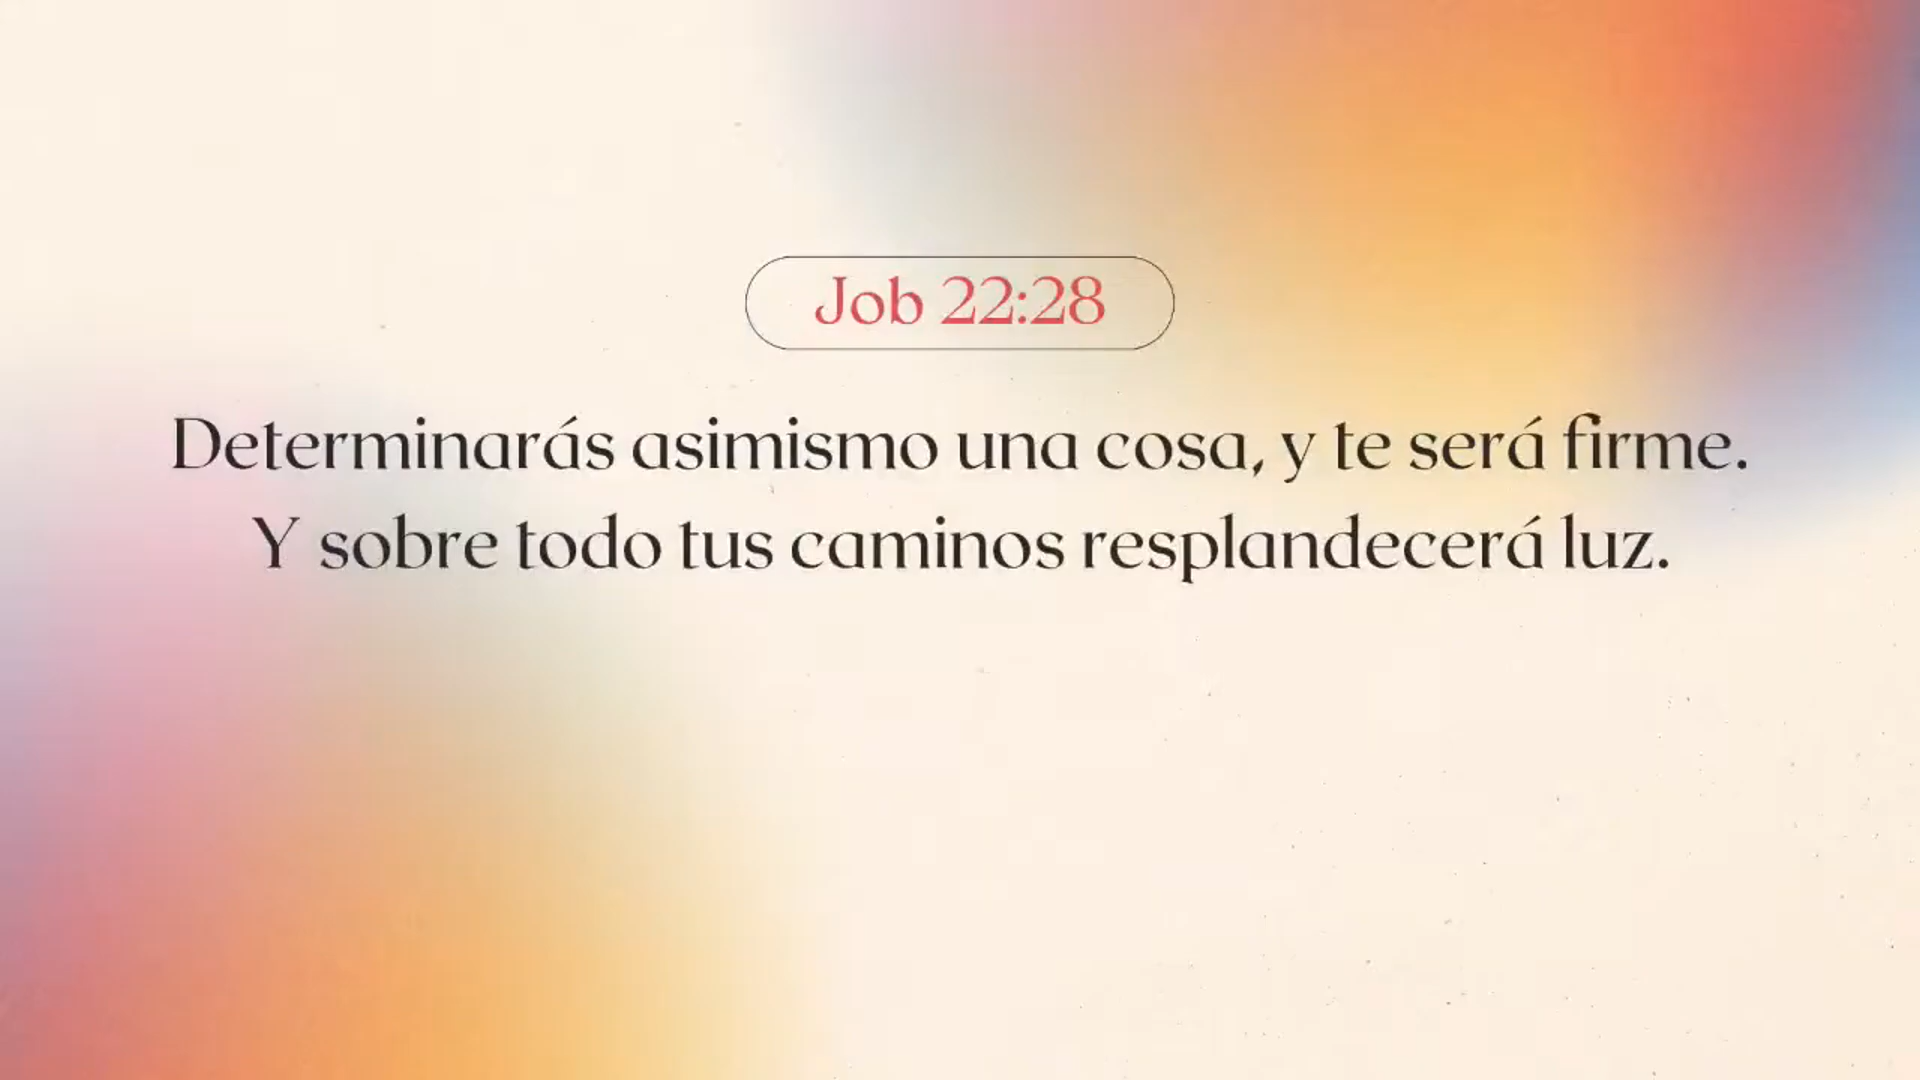 Job 22:28
Determinarás asimismo una cosa, y te será firme.
Y sobre todo tus caminos resplandecerá luz.